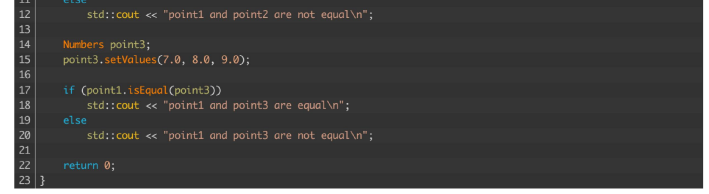 11     else
12         std::cout << "point1 and point2 are not equal\n";
13
14     Numbers point3;
15     point3.setValues(7.0, 8.0, 9.0);
16
17     if (point1.isEqual(point3))
18         std::cout << "point1 and point3 are equal\n";
19     else
20         std::cout << "point1 and point3 are not equal\n";
21
22     return 0;
23 }